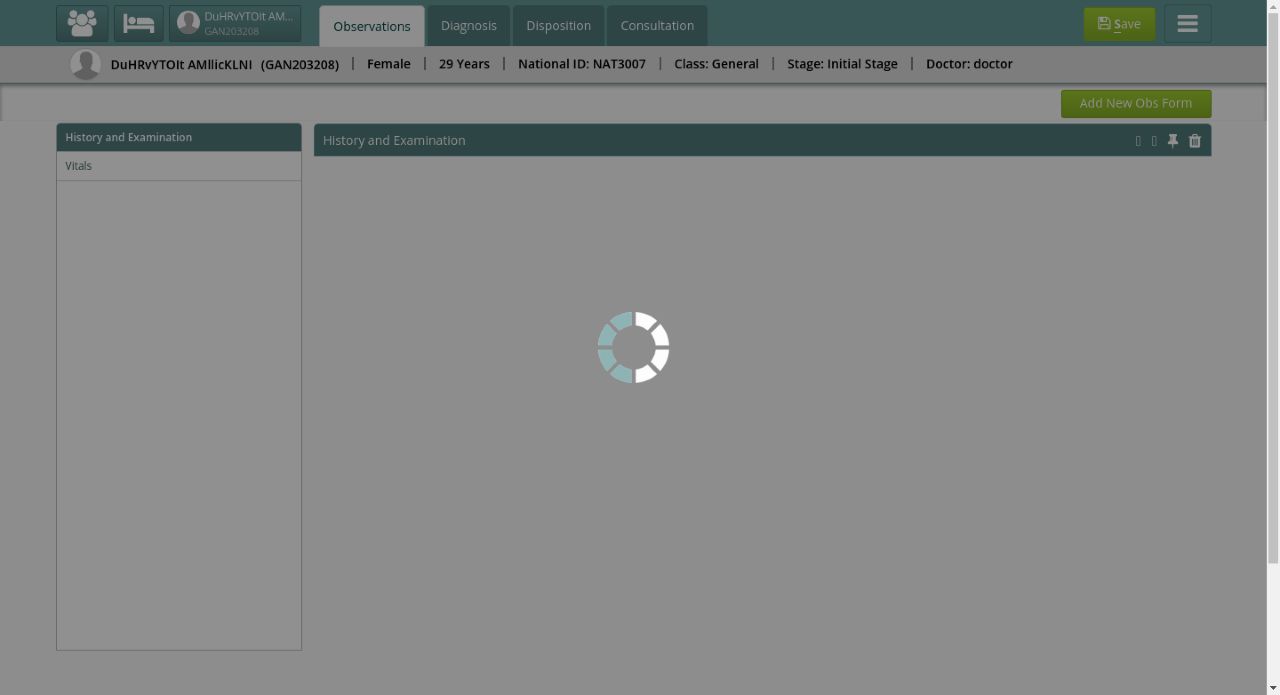 DuHRvYTOIt AM...
GAN203208
Observations
Diagnosis
Disposition
Consultation
Save
DuHRvYTOIt AMllicKLNI (GAN203208) | Female | 29 Years | National ID: NAT3007 | Class: General | Stage: Initial Stage | Doctor: doctor
Add New Obs Form
History and Examination
Vitals
History and Examination